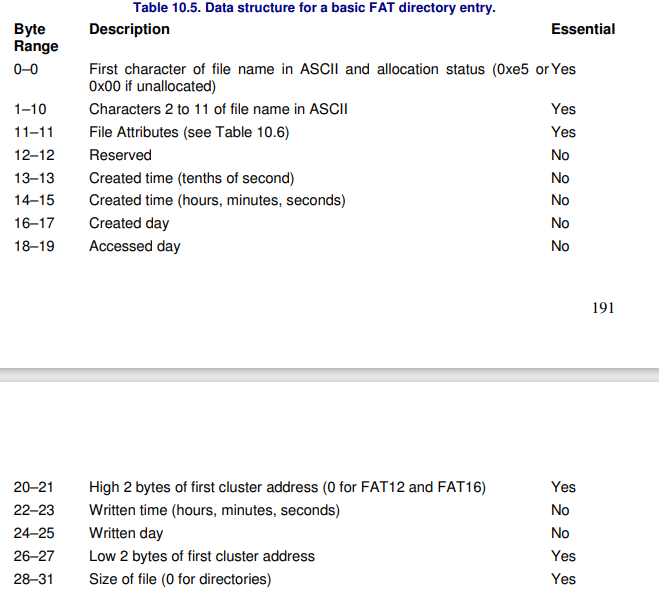 Table 10.5. Data structure for a basic FAT directory entry.
Byte Range Description Essential
0–0 First character of file name in ASCII and allocation status (0xe5 or Yes
0x00 if unallocated)
1–10 Characters 2 to 11 of file name in ASCII Yes
11–11 File Attributes (see Table 10.6) Yes
12–12 Reserved No
13–13 Created time (tenths of second) No
14–15 Created time (hours, minutes, seconds) No
16–17 Created day No
18–19 Accessed day No
191
20–21 High 2 bytes of first cluster address (0 for FAT12 and FAT16) Yes
22–23 Written time (hours, minutes, seconds) No
24–25 Written day No
26–27 Low 2 bytes of first cluster address Yes
28–31 Size of file (0 for directories) Yes